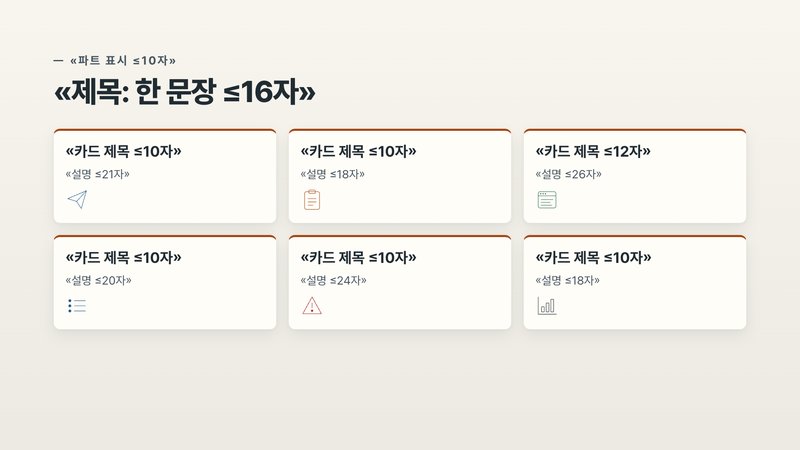 — «파트 표시 ≤10자»
«제목: 한 문장 ≤16자»
«카드 제목 ≤10자»
«설명 ≤21자»
«카드 제목 ≤10자»
«설명 ≤18자»
«카드 제목 ≤12자»
«설명 ≤26자»
«카드 제목 ≤10자»
«설명 ≤20자»
«카드 제목 ≤10자»
«설명 ≤24자»
«카드 제목 ≤10자»
«설명 ≤18자»